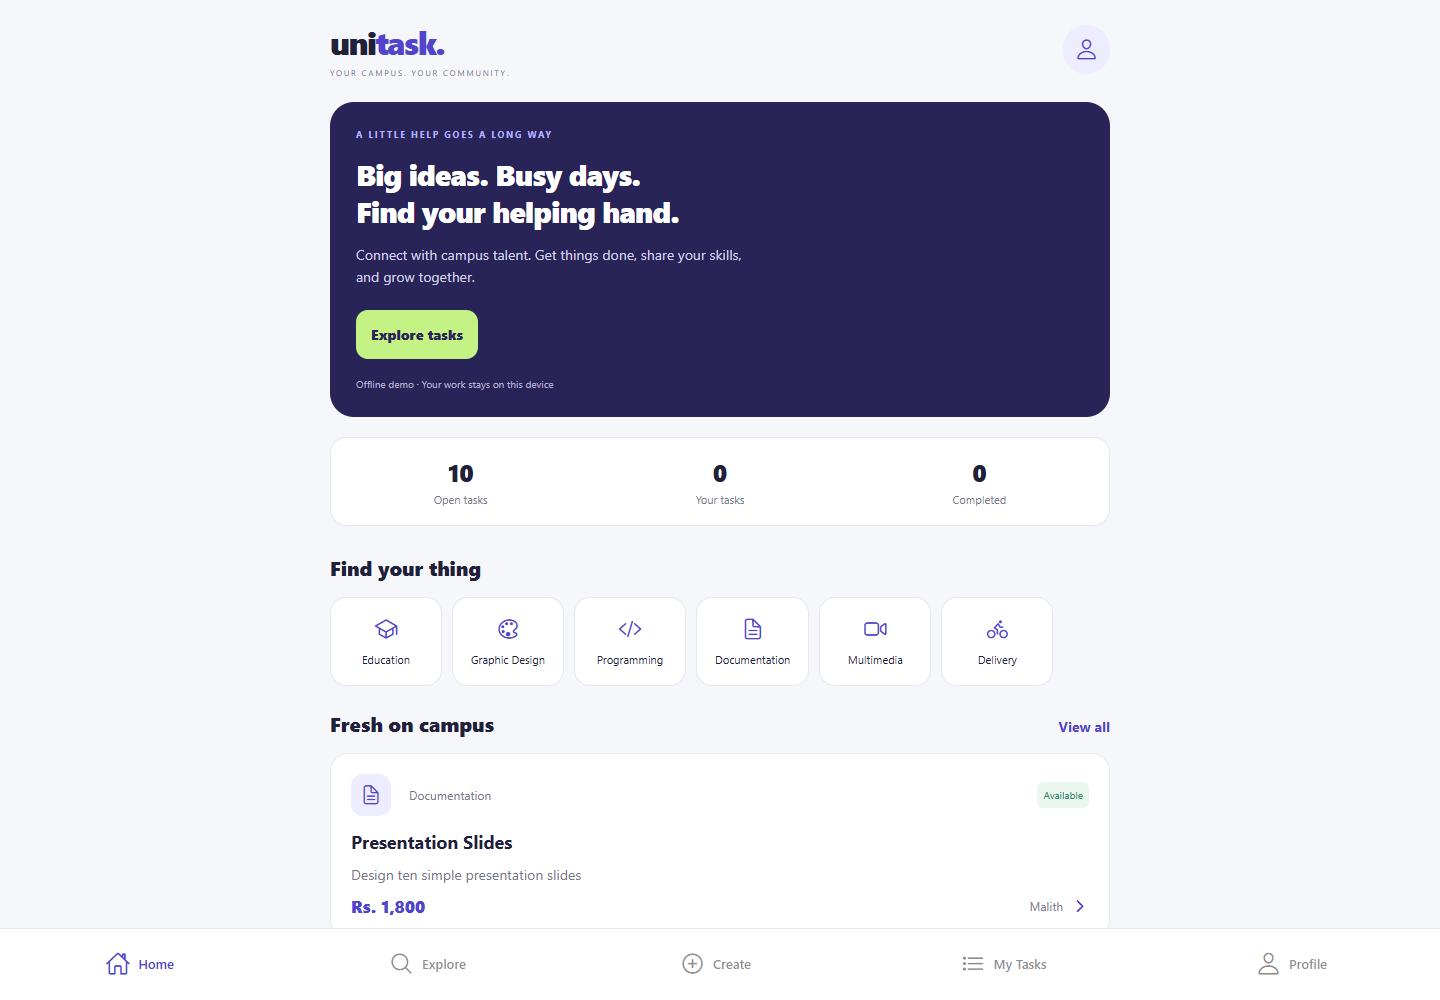 unitask.
YOUR CAMPUS. YOUR COMMUNITY.
A LITTLE HELP GOES A LONG WAY
Big ideas. Busy days.
Find your helping hand.
Connect with campus talent. Get things done, share your skills,
and grow together.
Explore tasks
Offline demo · Your work stays on this device
10
Open tasks
0
Your tasks
0
Completed
Find your thing
Education
Graphic Design
Programming
Documentation
Multimedia
Delivery
Fresh on campus
View all
Documentation
Available
Presentation Slides
Design ten simple presentation slides
Rs. 1,800
Malith
Home
Explore
Create
My Tasks
Profile